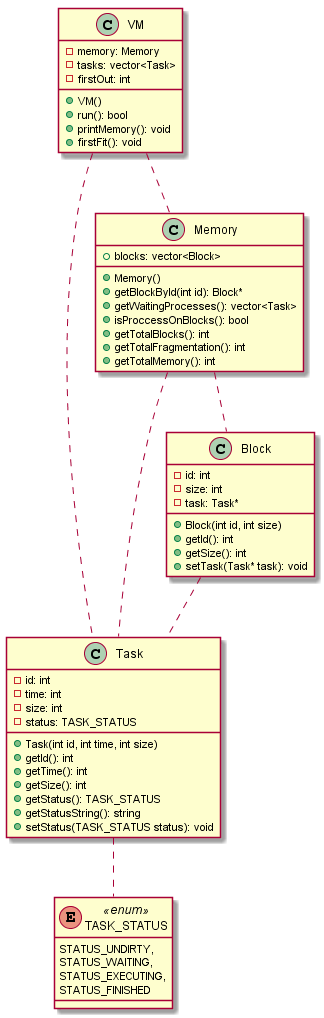 C VM
memory: Memory
tasks: vector<Task>
firstOut: int
VM()
run(): bool
printMemory(): void
firstFit(): void
C Memory
blocks: vector<Block>
Memory()
getBlockById(int id): Block*
getWaitingProcesses(): vector<Task>
isProccessOnBlocks(): bool
getTotalBlocks(): int
getTotalFragmentation(): int
getTotalMemory(): int
C Block
id: int
size: int
task: Task*
Block(int id, int size)
getId(): int
getSize(): int
setTask(Task* task): void
C Task
id: int
time: int
size: int
status: TASK_STATUS
Task(int id, int time, int size)
getId(): int
getTime(): int
getSize(): int
getStatus(): TASK_STATUS
getStatusString(): string
setStatus(TASK_STATUS status): void
«enum»
E TASK_STATUS
STATUS_UNDIRTY,
STATUS_WAITING,
STATUS_EXECUTING,
STATUS_FINISHED